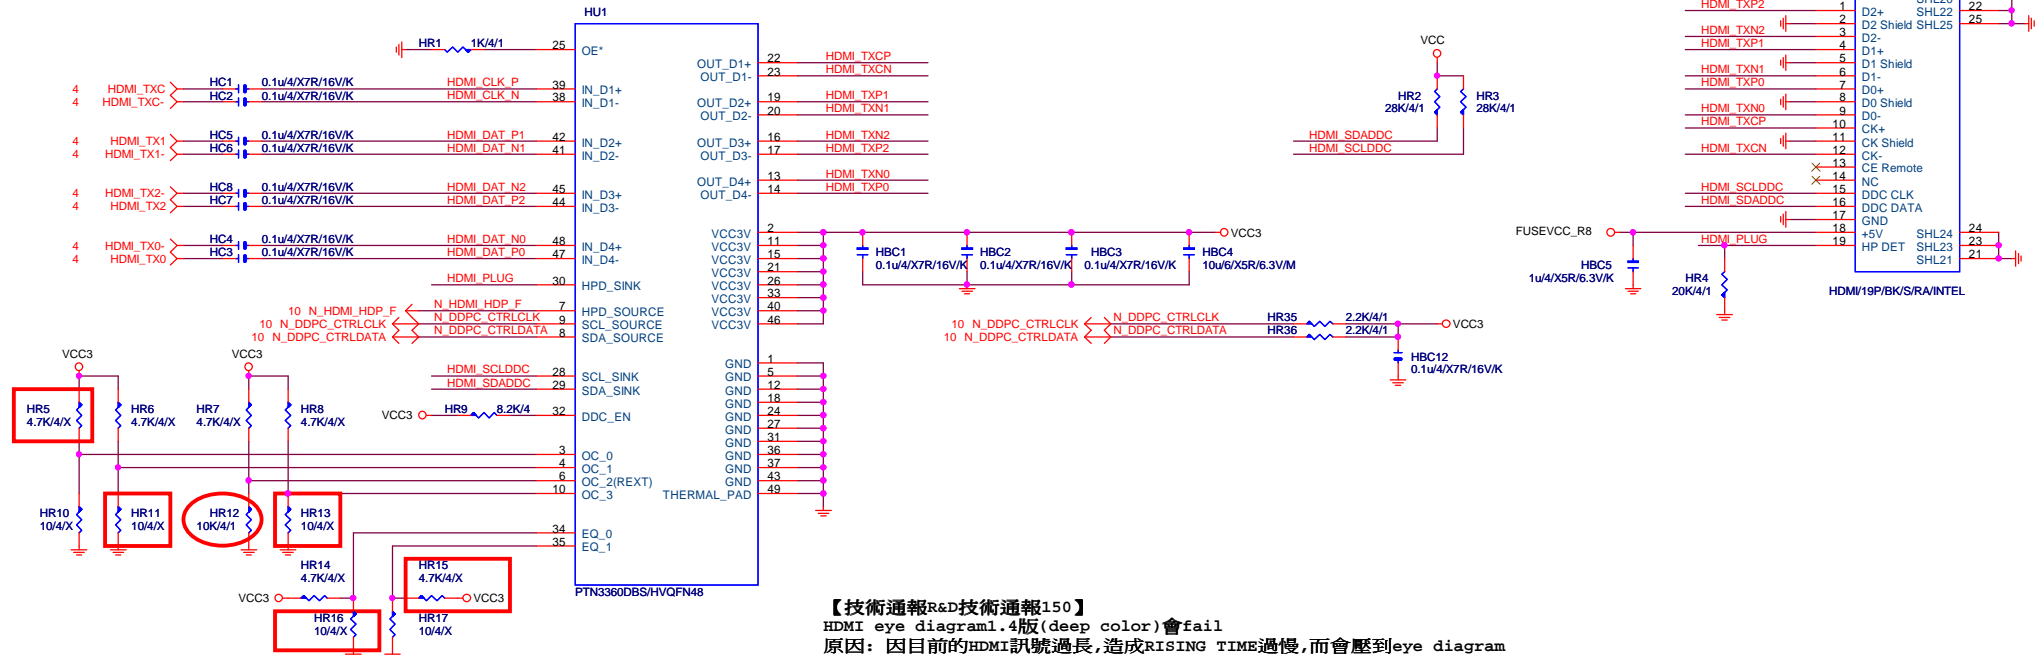 HU1
HR1 1K/4/1 25 OE*
4 HDMI_TXC HC1 0.1u/4/X7R/16V/K HDMI_CLK_P 39 IN_D1+
4 HDMI_TXC- HC2 0.1u/4/X7R/16V/K HDMI_CLK_N 38 IN_D1-
4 HDMI_TX1 HC5 0.1u/4/X7R/16V/K HDMI_DAT_P1 42 IN_D2+
4 HDMI_TX1- HC6 0.1u/4/X7R/16V/K HDMI_DAT_N1 41 IN_D2-
4 HDMI_TX2- HC8 0.1u/4/X7R/16V/K HDMI_DAT_N2 45 IN_D3+
4 HDMI_TX2 HC7 0.1u/4/X7R/16V/K HDMI_DAT_P2 44 IN_D3-
4 HDMI_TX0- HC4 0.1u/4/X7R/16V/K HDMI_DAT_N0 48 IN_D4+
4 HDMI_TX0 HC3 0.1u/4/X7R/16V/K HDMI_DAT_P0 47 IN_D4-
HDMI_PLUG 30 HPD_SINK
10 N_HDMI_HDP_F N_HDMI_HDP_F 7 HPD_SOURCE
10 N_DDPC_CTRLCLK N_DDPC_CTRLCLK 9 SCL_SOURCE
10 N_DDPC_CTRLDATA N_DDPC_CTRLDATA 8 SDA_SOURCE
HDMI_SCLDDC 28 SCL_SINK
HDMI_SDADDC 29 SDA_SINK
VCC3 HR9 8.2K/4 32 DDC_EN
VCC3 VCC3
HR5 HR6 HR7 HR8
4.7K/4/X 4.7K/4/X 4.7K/4/X 4.7K/4/X
3 OC_0
4 OC_1
6 OC_2(REXT)
10 OC_3
HR10 HR11 HR12 HR13
10/4/X 10/4/X 10K/4/1 10/4/X
34 EQ_0
35 EQ_1
HR14 HR15
4.7K/4/X 4.7K/4/X
VCC3 VCC3
HR16 HR17
10/4/X 10/4/X
PTN3360DBS/HVQFN48
OUT_D1+ 22 HDMI_TXCP
OUT_D1- 23 HDMI_TXCN
OUT_D2+ 19 HDMI_TXP1
OUT_D2- 20 HDMI_TXN1
OUT_D3+ 16 HDMI_TXN2
OUT_D3- 17 HDMI_TXP2
OUT_D4+ 13 HDMI_TXN0
OUT_D4- 14 HDMI_TXP0
VCC3V 2
VCC3V 11
VCC3V 15
VCC3V 21
VCC3V 26
VCC3V 33
VCC3V 40
VCC3V 46
GND 1
GND 5
GND 12
GND 18
GND 24
GND 27
GND 31
GND 36
GND 37
GND 43
THERMAL_PAD 49
VCC3
HBC1 HBC2 HBC3 HBC4
0.1u/4/X7R/16V/K 0.1u/4/X7R/16V/K 0.1u/4/X7R/16V/K 10u/6/X5R/6.3V/M
VCC
HR2 HR3
28K/4/1 28K/4/1
HDMI_SDADDC
HDMI_SCLDDC
10 N_DDPC_CTRLCLK N_DDPC_CTRLCLK HR35 2.2K/4/1 VCC3
10 N_DDPC_CTRLDATA N_DDPC_CTRLDATA HR36 2.2K/4/1
HBC12
0.1u/4/X7R/16V/K
HDMI_TXP2 1 D2+ SHL22 22
2 D2 Shield SHL25 25
HDMI_TXN2 3 D2-
HDMI_TXP1 4 D1+
5 D1 Shield
HDMI_TXN1 6 D1-
HDMI_TXP0 7 D0+
8 D0 Shield
HDMI_TXN0 9 D0-
HDMI_TXCP 10 CK+
11 CK Shield
HDMI_TXCN 12 CK-
13 CE Remote
14 NC
HDMI_SCLDDC 15 DDC CLK
HDMI_SDADDC 16 DDC DATA
17 GND
FUSEVCC_R8 18 +5V SHL24 24
HDMI_PLUG 19 HP DET SHL23 23
SHL21 21
HBC5
1u/4/X5R/6.3V/K
HR4
20K/4/1
HDMI/19P/BK/S/RA/INTEL
【技術通報R&D技術通報150】
HDMI eye diagram1.4版(deep color)會fail
原因: 因目前的HDMI訊號過長,造成RISING TIME過慢,而會壓到eye diagram